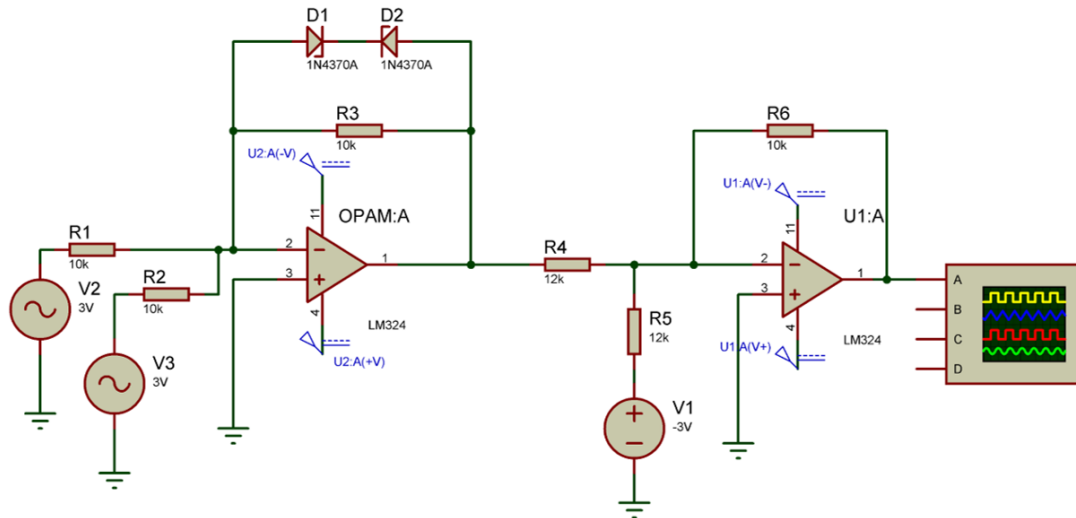 D1
D2
1N4370A
1N4370A
R3
10k
R6
10k
U2:A(-V)
U1:A(V-)
11
OPAM:A
11
U1:A
R1
10k
2
1
R4
12k
2
1
A
3
3
B
V2
3V
R2
10k
4
LM324
R5
12k
4
LM324
C
U2:A(+V)
U1:A(V+)
D
V3
3V
V1
-3V